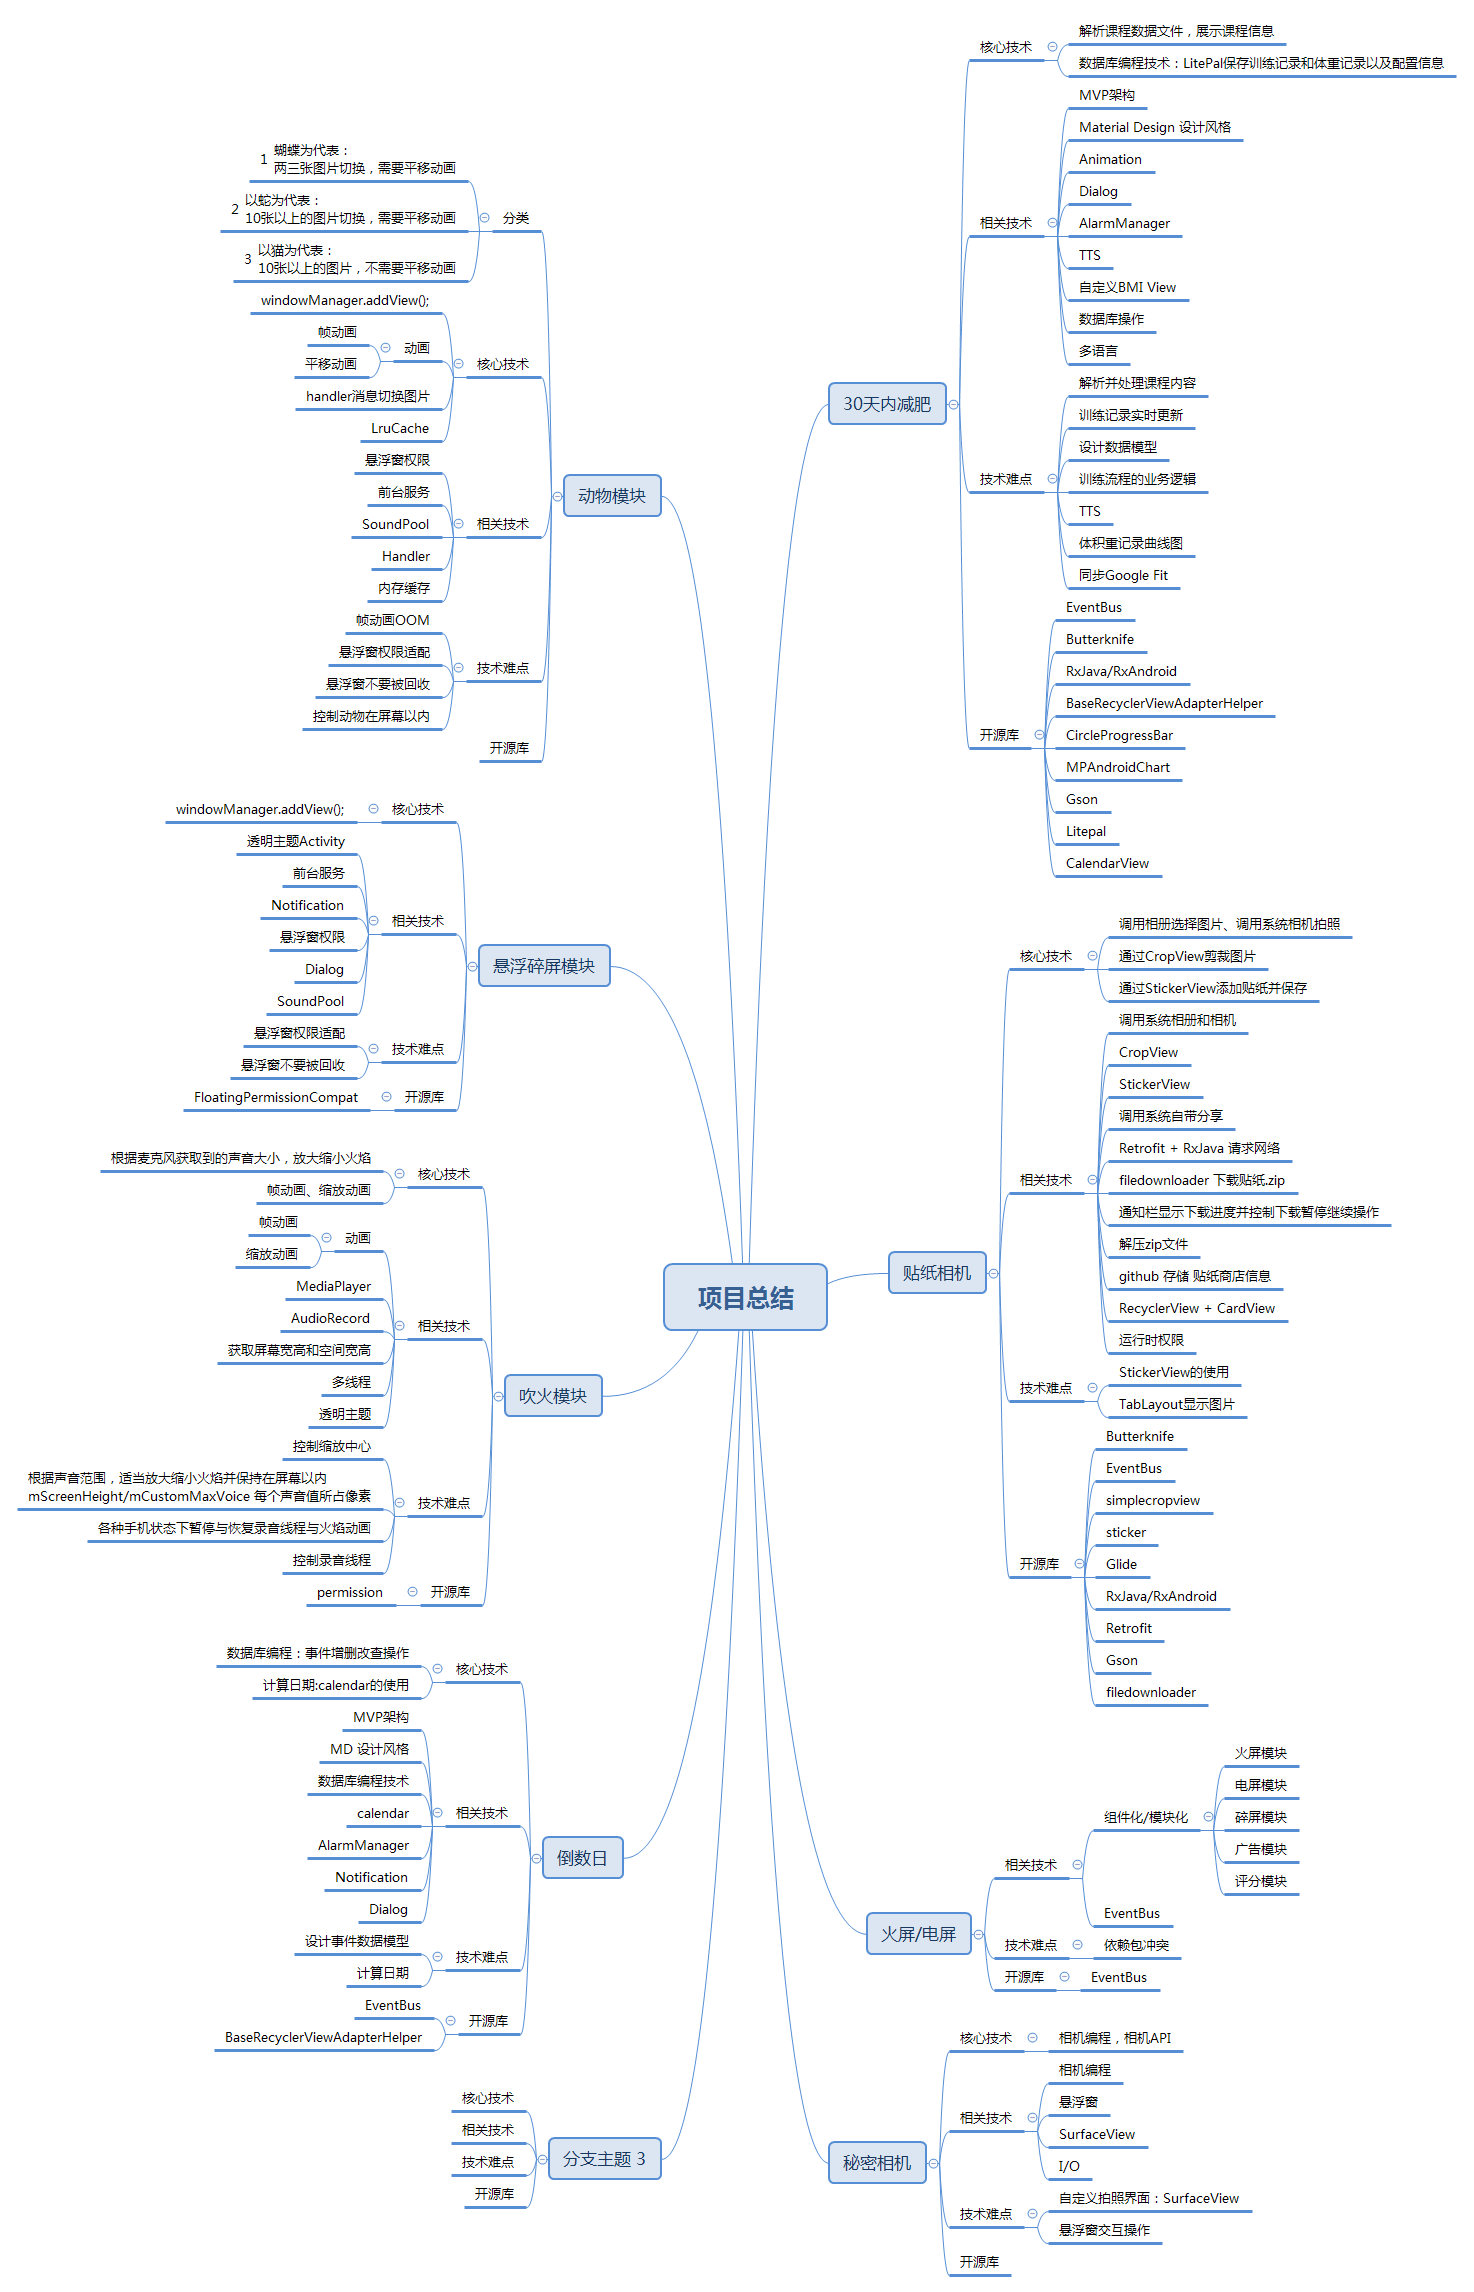 项目总结
30天内减肥
核心技术
解析课程数据文件，展示课程信息
数据库编程技术：LitePal保存训练记录和体重记录以及配置信息
相关技术
MVP架构
Material Design 设计风格
Animation
Dialog
AlarmManager
TTS
自定义BMI View
数据库操作
多语言
技术难点
解析并处理课程内容
训练记录实时更新
设计数据模型
训练流程的业务逻辑
TTS
体积重记录曲线图
同步Google Fit
开源库
EventBus
Butterknife
RxJava/RxAndroid
BaseRecyclerViewAdapterHelper
CircleProgressBar
MPAndroidChart
Gson
Litepal
CalendarView
贴纸相机
核心技术
调用相册选择图片、调用系统相机拍照
通过CropView剪裁图片
通过StickerView添加贴纸并保存
相关技术
调用系统相册和相机
CropView
StickerView
调用系统自带分享
Retrofit + RxJava 请求网络
filedownloader 下载贴纸.zip
通知栏显示下载进度并控制下载暂停继续操作
解压zip文件
github 存储 贴纸商店信息
RecyclerView + CardView
运行时权限
技术难点
StickerView的使用
TabLayout显示图片
开源库
Butterknife
EventBus
simplecropview
sticker
Glide
RxJava/RxAndroid
Retrofit
Gson
filedownloader
火屏/电屏
相关技术
组件化/模块化
火屏模块
电屏模块
碎屏模块
广告模块
评分模块
EventBus
技术难点
依赖包冲突
开源库
EventBus
秘密相机
核心技术
相机编程，相机API
相关技术
相机编程
悬浮窗
SurfaceView
I/O
技术难点
自定义拍照界面：SurfaceView
悬浮窗交互操作
开源库
动物模块
分类
1 蝴蝶为代表：
两三张图片切换，需要平移动画
2 以蛇为代表：
10张以上的图片切换，需要平移动画
3 以猫为代表：
10张以上的图片，不需要平移动画
核心技术
windowManager.addView();
动画
帧动画
平移动画
handler消息切换图片
LruCache
相关技术
悬浮窗权限
前台服务
SoundPool
Handler
内存缓存
技术难点
帧动画OOM
悬浮窗权限适配
悬浮窗不要被回收
控制动物在屏幕以内
开源库
悬浮碎屏模块
核心技术
windowManager.addView();
相关技术
透明主题Activity
前台服务
Notification
悬浮窗权限
Dialog
SoundPool
技术难点
悬浮窗权限适配
悬浮窗不要被回收
开源库
FloatingPermissionCompat
吹火模块
核心技术
根据麦克风获取到的声音大小，放大缩小火焰
帧动画、缩放动画
相关技术
动画
帧动画
缩放动画
MediaPlayer
AudioRecord
获取屏幕宽高和空间宽高
多线程
透明主题
技术难点
控制缩放中心
根据声音范围，适当放大缩小火焰并保持在屏幕以内
mScreenHeight/mCustomMaxVoice 每个声音值所占像素
各种手机状态下暂停与恢复录音线程与火焰动画
控制录音线程
开源库
permission
倒数日
核心技术
数据库编程：事件增删改查操作
计算日期:calendar的使用
相关技术
MVP架构
MD 设计风格
数据库编程技术
calendar
AlarmManager
Notification
Dialog
技术难点
设计事件数据模型
计算日期
开源库
EventBus
BaseRecyclerViewAdapterHelper
分支主题 3
核心技术
相关技术
技术难点
开源库